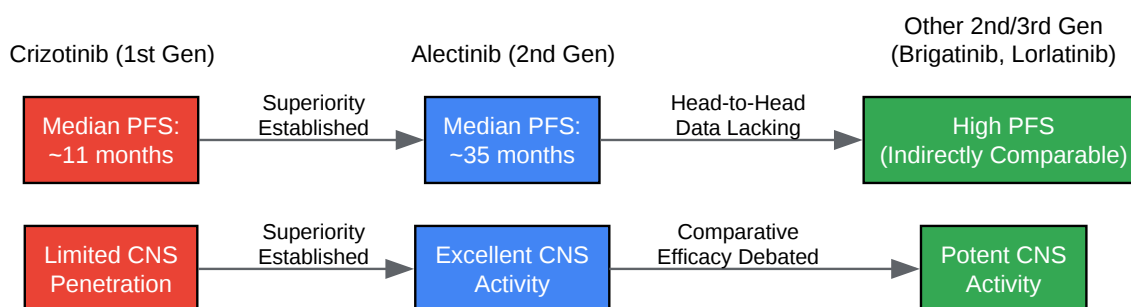 Crizotinib (1st Gen)
Alectinib (2nd Gen)
Other 2nd/3rd Gen
(Brigatinib, Lorlatinib)
Median PFS:
~11 months
Superiority
Established
Median PFS:
~35 months
Head-to-Head
Data Lacking
High PFS
(Indirectly Comparable)
Limited CNS
Penetration
Superiority
Established
Excellent CNS
Activity
Comparative
Efficacy Debated
Potent CNS
Activity